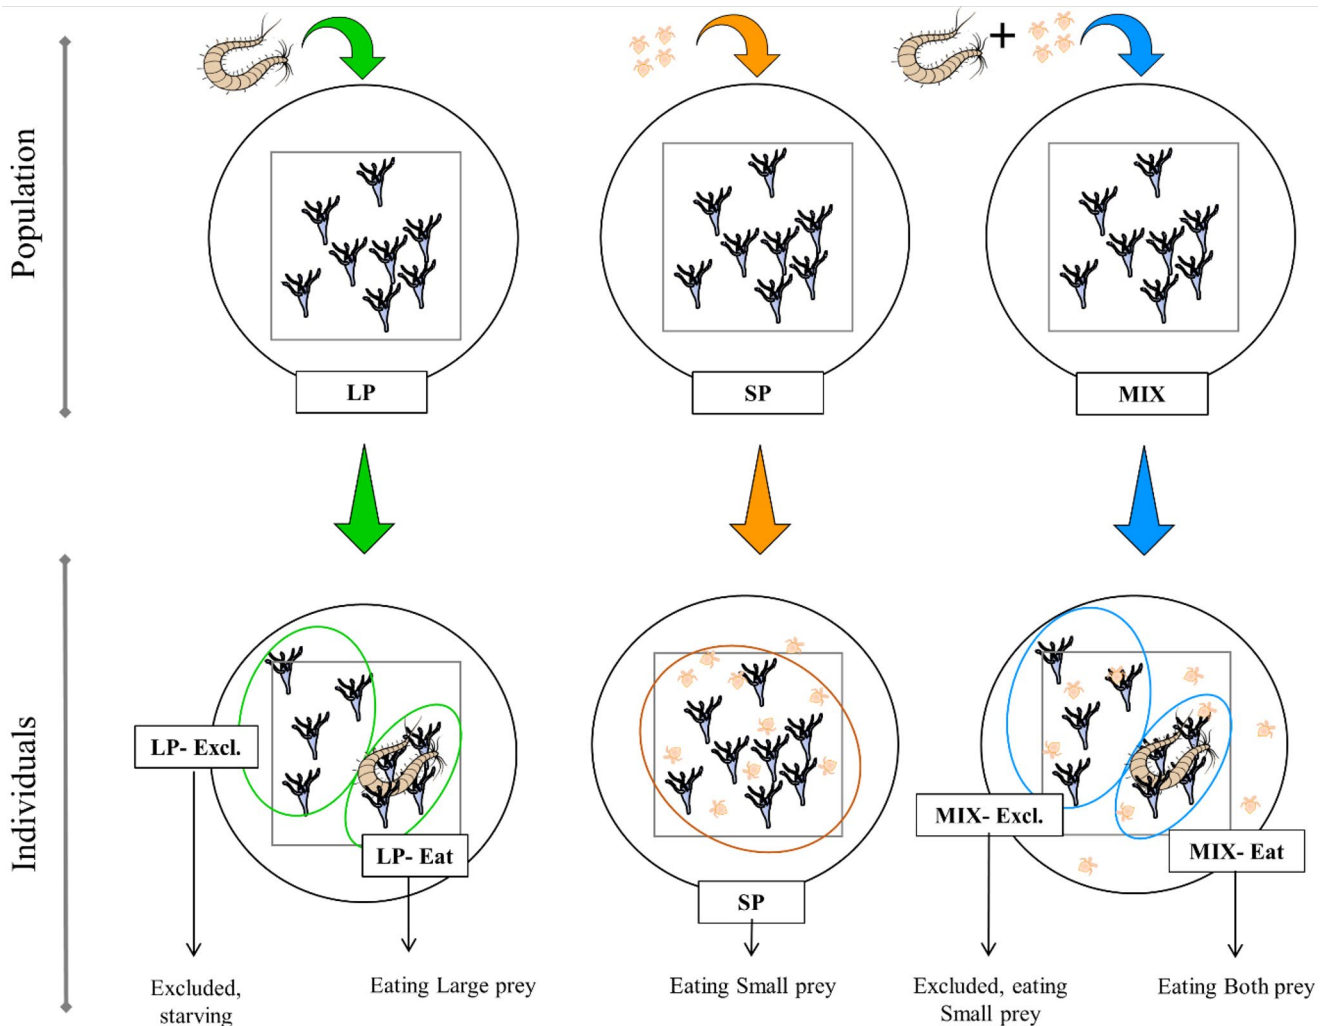 Population
+
LP
SP
MIX
Individuals
LP- Excl.
LP- Eat
SP
MIX- Excl.
MIX- Eat
Excluded,
starving
Eating Large prey
Eating Small prey
Excluded, eating
Small prey
Eating Both prey